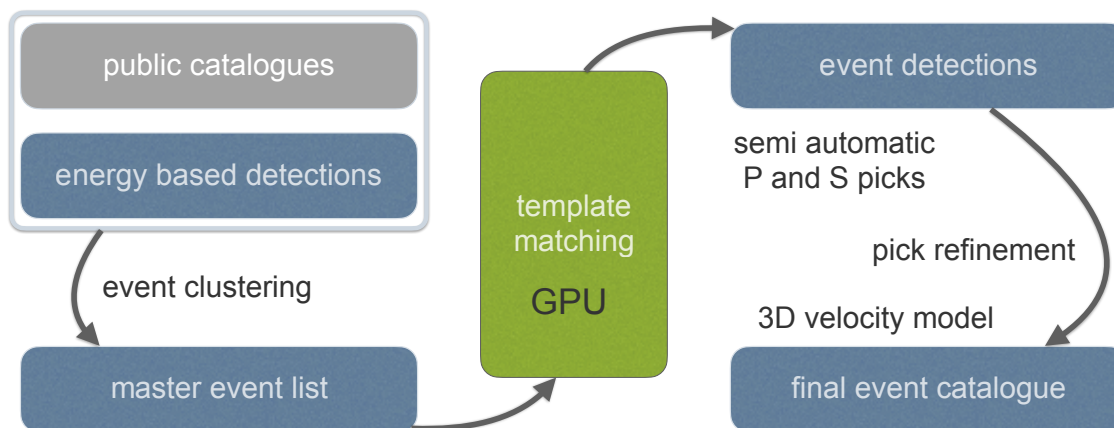 public catalogues
energy based detections
event clustering
master event list
template
matching
GPU
event detections
semi automatic
P and S picks
pick refinement
3D velocity model
final event catalogue